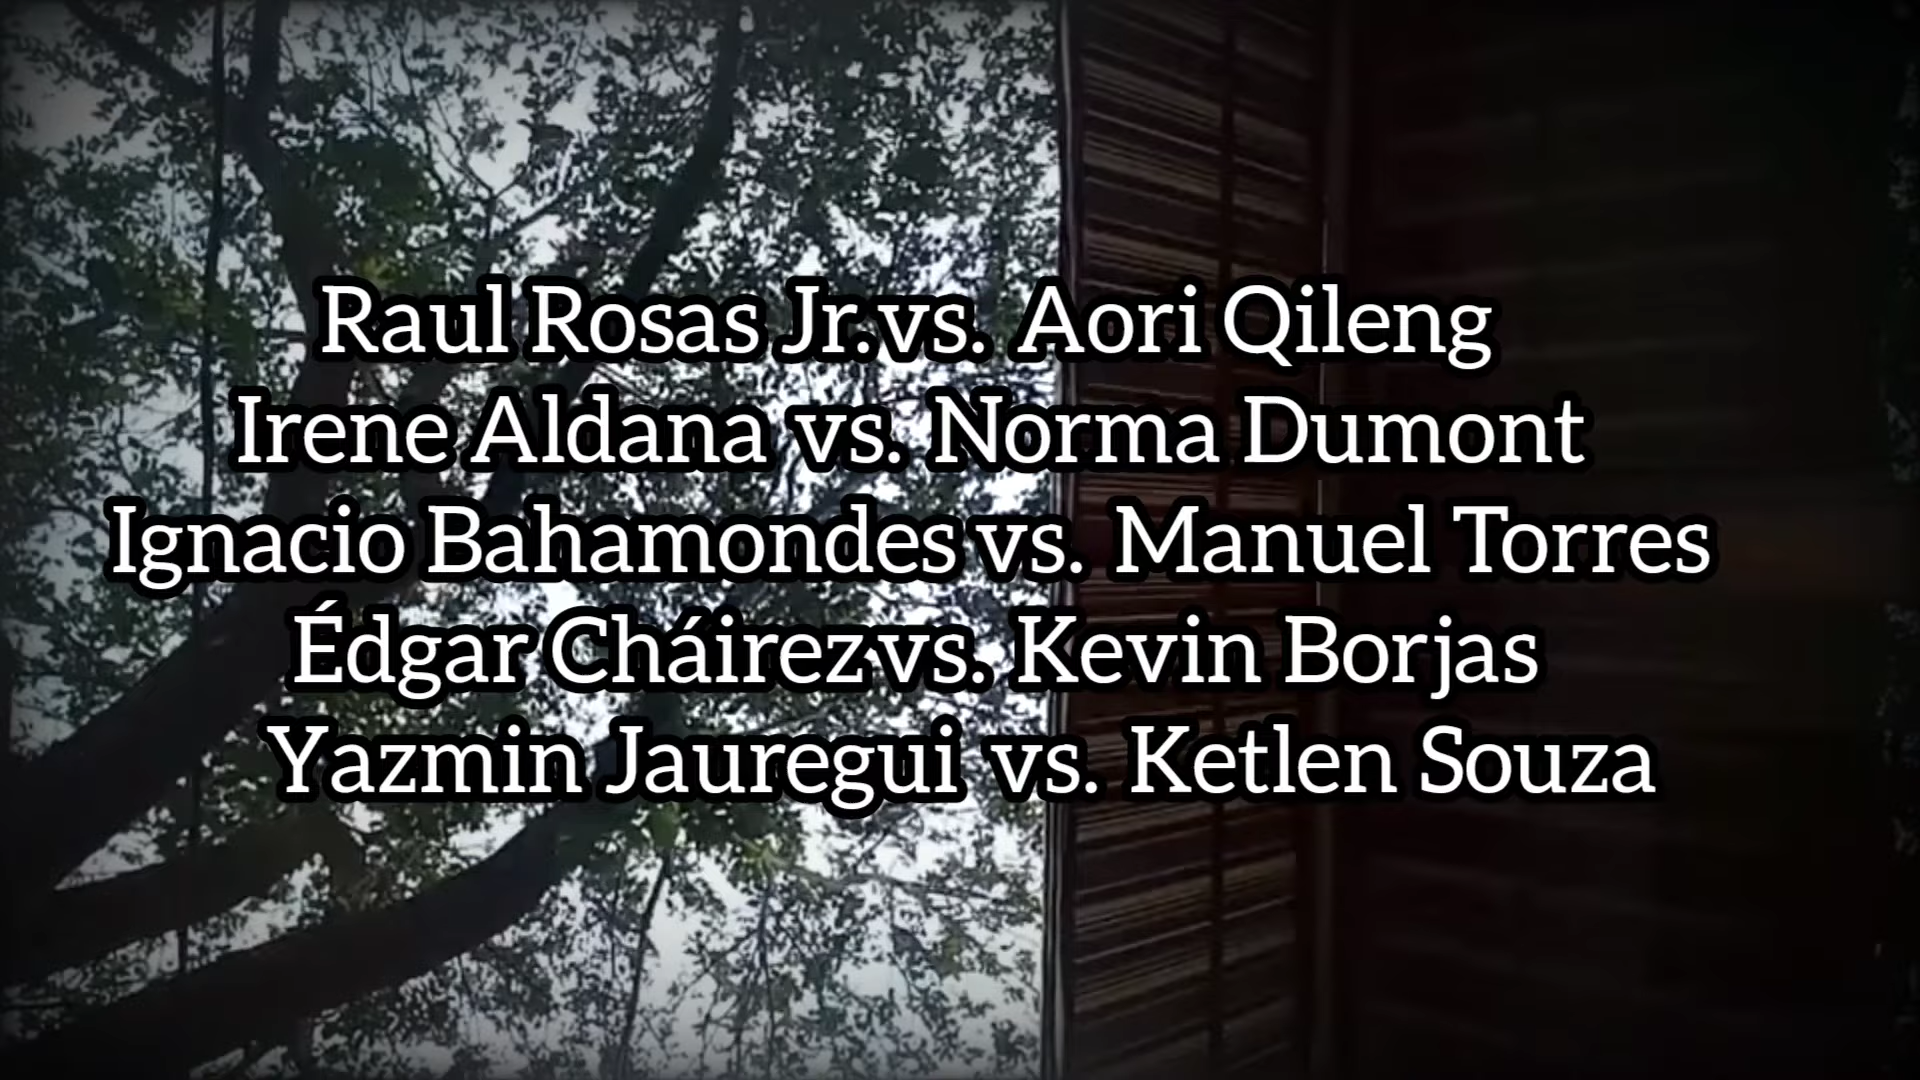 Raul Rosas Jr.vs. Aori Qileng
Irene Aldana vs. Norma Dumont
Ignacio Bahamondes vs. Manuel Torres
Édgar Cháirez vs. Kevin Borjas
Yazmin Jauregui vs. Ketlen Souza